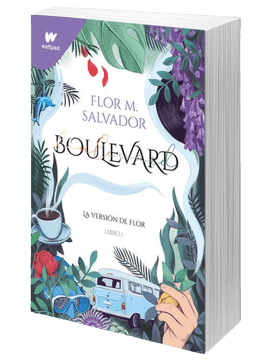 wattpad
FLOR M.
SALVADOR
BOULEVARD
LA VERSIÓN DE FLOR
LIBRO 1